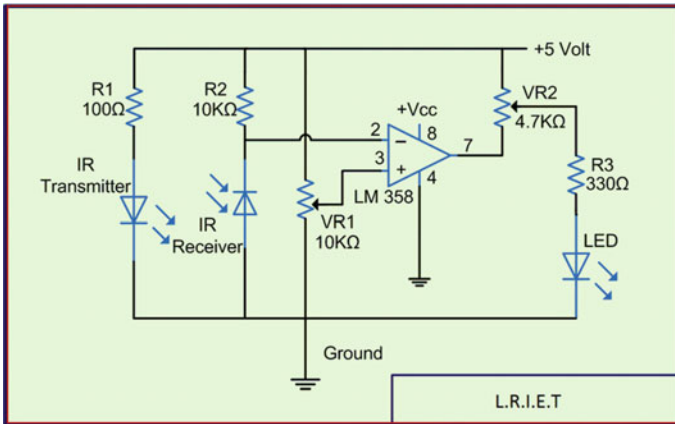 +5 Volt
R1
100Ω
R2
10KΩ
VR2
4.7KΩ
+Vcc
2
8
7
3
4
LM 358
R3
330Ω
IR
Transmitter
IR
Receiver
VR1
10KΩ
LED
Ground
L.R.I.E.T